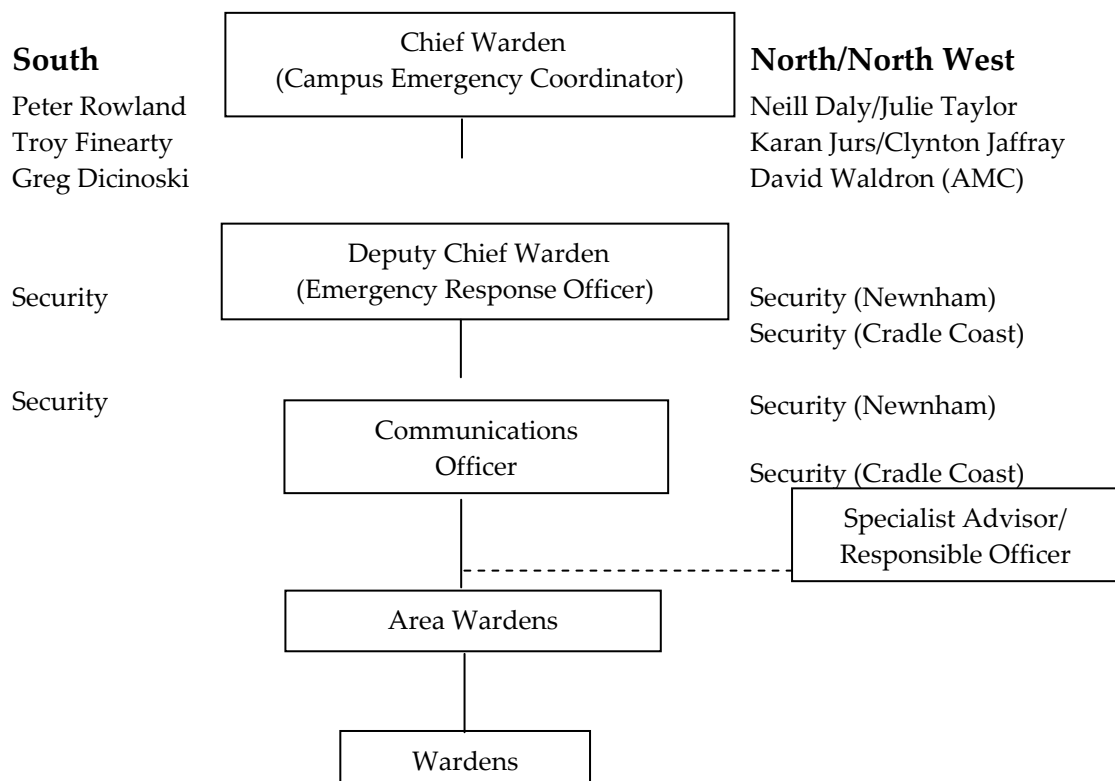 Chief Warden
(Campus Emergency Coordinator)
South
North/North West
Peter Rowland
Neill Daly/Julie Taylor
Troy Finearty
Karan Jurs/Clynton Jaffray
Greg Dicinoski
David Waldron (AMC)
Deputy Chief Warden
(Emergency Response Officer)
Security
Security (Newnham)
Security (Cradle Coast)
Security
Security (Newnham)
Communications
Officer
Security (Cradle Coast)
Specialist Advisor/
Responsible Officer
Area Wardens
Wardens